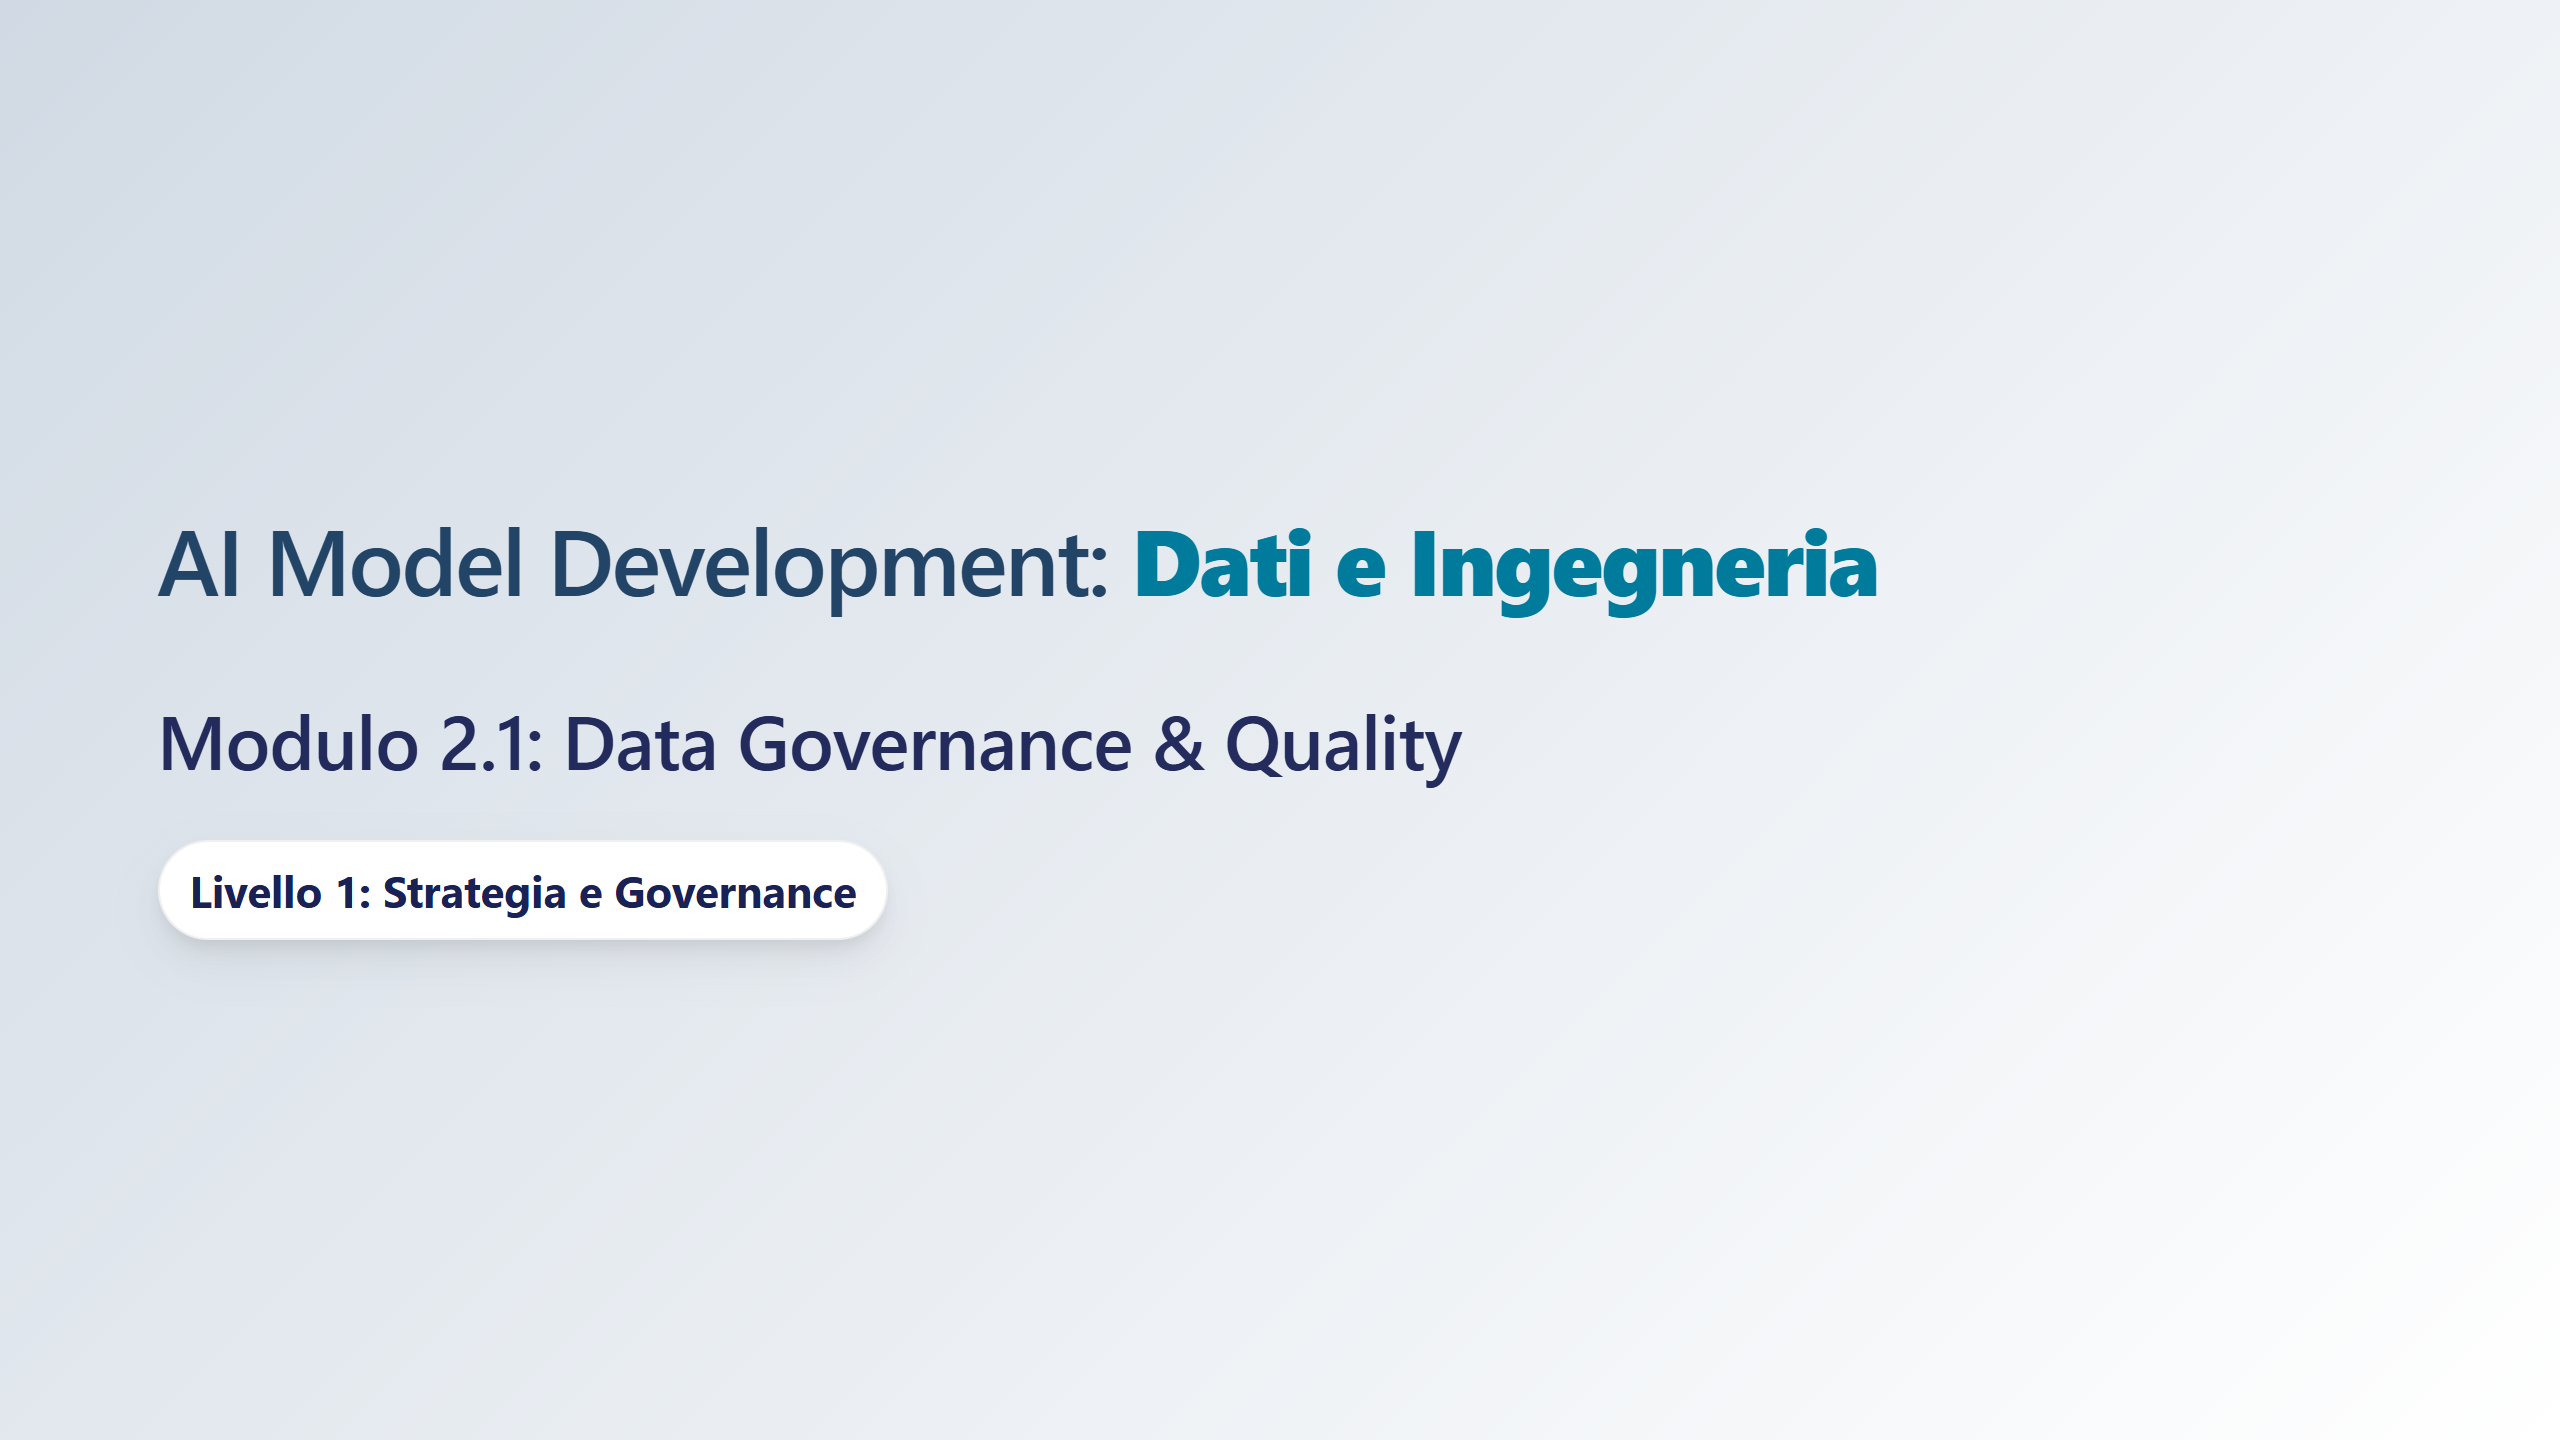 AI Model Development: Dati e Ingegneria
Modulo 2.1: Data Governance & Quality
Livello 1: Strategia e Governance